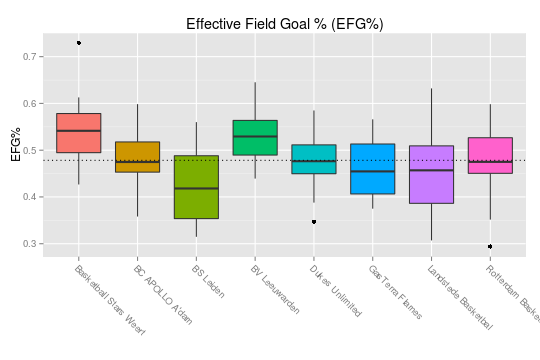 Effective Field Goal % (EFG%)
EFG%
0.7
0.6
0.5
0.4
0.3
Basketball Stars Weert
BC APOLLO A'dam
BS Leiden
BV Leeuwarden
Dukes Unlimited
GasTerra Flames
Landstede Basketbal
Rotterdam Baske